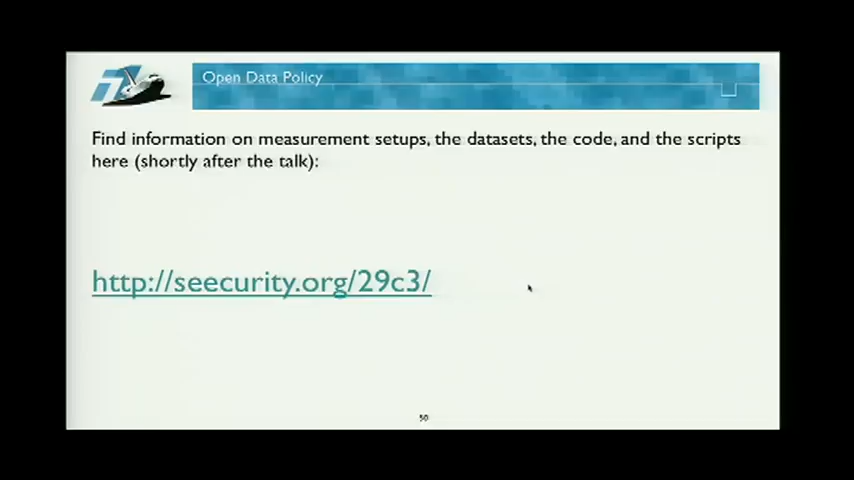 Open Data Policy
Find information on measurement setups, the datasets, the code, and the scripts
here (shortly after the talk):
http://seecurity.org/29c3/
50